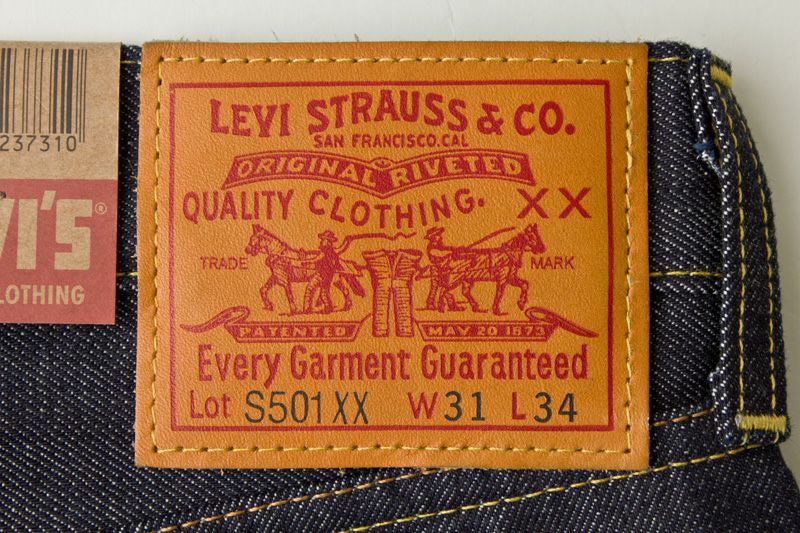 LEVI STRAUSS & CO.
SAN FRANCISCO.CAL
ORIGINAL RIVETED
QUALITY CLOTHING. XX
TRADE MARK
PATENTED MAY 20 1873
Every Garment Guaranteed
Lot S501XX W31 L34
237310
VI'S®
LOTHING